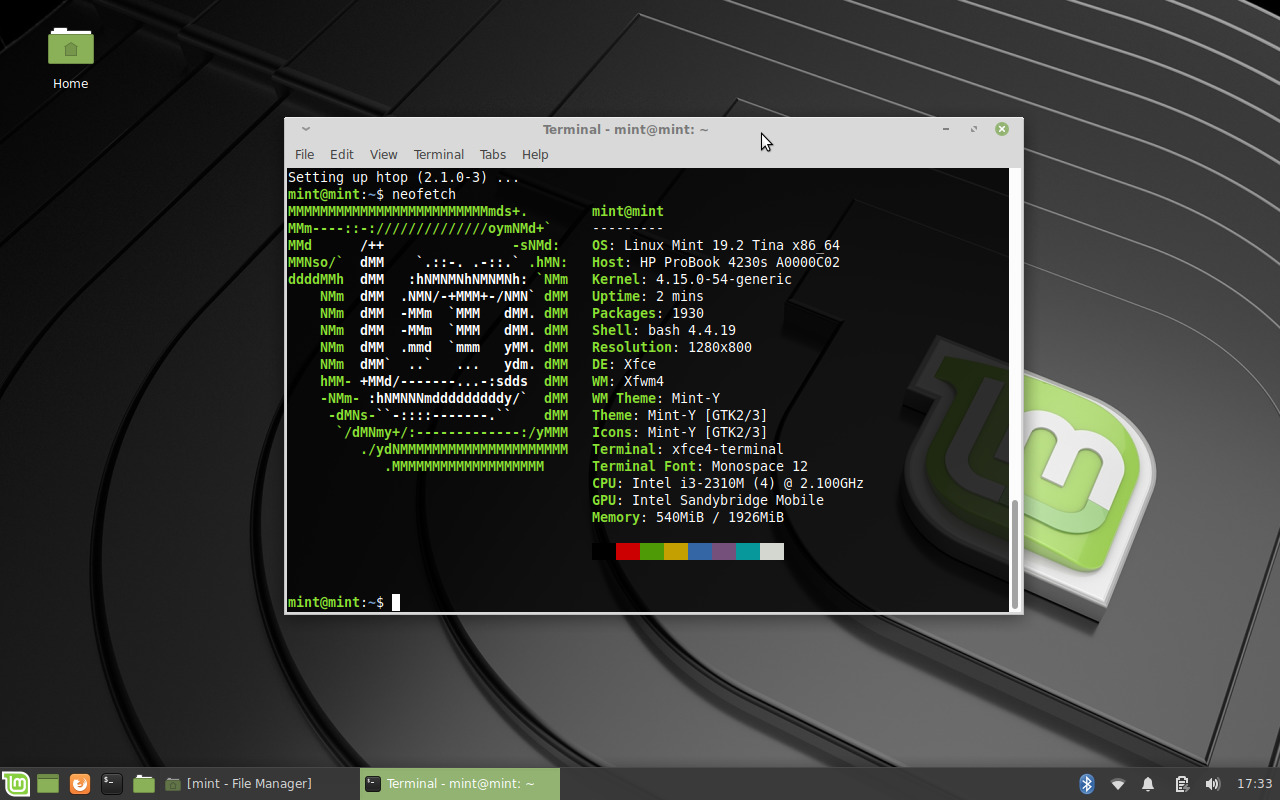 Home
Terminal - mint@mint: ~
File Edit View Terminal Tabs Help
Setting up htop (2.1.0-3) ...
mint@mint:~$ neofetch
MMMMMMMMMMMMMMMMMMMMMMMMMmds+. mint@mint
MMm----::-://////////////oymNMd+` ---------
MMd /++ -sNMd: OS: Linux Mint 19.2 Tina x86_64
MMNso/` dMM `.::-. .-::.` .hMN: Host: HP ProBook 4230s A0000C02
ddddMMh dMM :hNMNMNhNMNMNh: `NMm Kernel: 4.15.0-54-generic
NMm dMM .NMN/-+MMM+-/NMN` dMM Uptime: 2 mins
NMm dMM -MMm `MMM dMM. dMM Packages: 1930
NMm dMM -MMm `MMM dMM. dMM Shell: bash 4.4.19
NMm dMM .mmd `mmm yMM. dMM Resolution: 1280x800
NMm dMM` ..` ... ydm. dMM DE: Xfce
hMM- +MMd/-------...-:sdds dMM WM: Xfwm4
-NMm- :hNMNNNmdddddddddy/` dMM WM Theme: Mint-Y
-dMNs-``-::::-------.`` dMM Theme: Mint-Y [GTK2/3]
`/dMNmy+/:-------------:/yMMM Icons: Mint-Y [GTK2/3]
./ydNMMMMMMMMMMMMMMMMMMMMM Terminal: xfce4-terminal
.MMMMMMMMMMMMMMMMMMM Terminal Font: Monospace 12
CPU: Intel i3-2310M (4) @ 2.100GHz
GPU: Intel Sandybridge Mobile
Memory: 540MiB / 1926MiB
mint@mint:~$
[mint - File Manager] Terminal - mint@mint: ~ 17:33